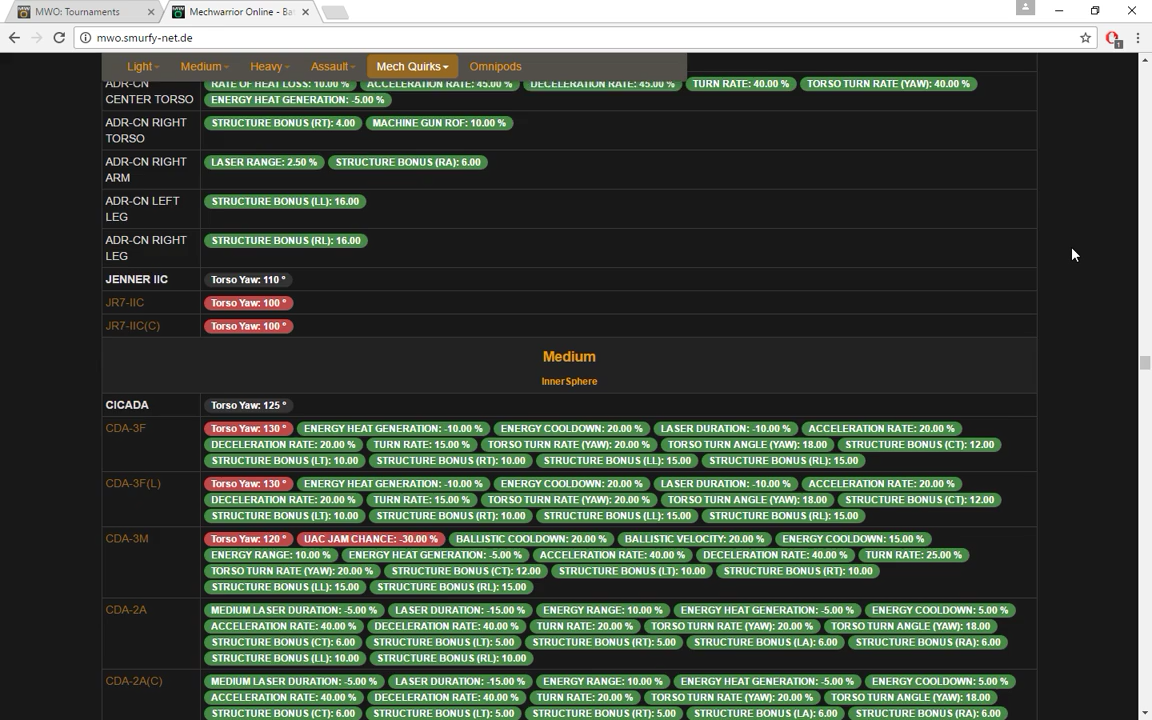 MWO: Tournaments
Mechwarrior Online - Ba
mwo.smurfy-net.de
1
Light Medium Heavy Assault Mech Quirks Omnipods
ADR-CN
CENTER TORSO
RATE OF HEAT LOSS: 10.00 % ACCELERATION RATE: 45.00 % DECELERATION RATE: 45.00 % TURN RATE: 40.00 % TORSO TURN RATE (YAW): 40.00 %
ENERGY HEAT GENERATION: -5.00 %
ADR-CN RIGHT
TORSO
STRUCTURE BONUS (RT): 4.00 MACHINE GUN ROF: 10.00 %
ADR-CN RIGHT
ARM
LASER RANGE: 2.50 % STRUCTURE BONUS (RA): 6.00
ADR-CN LEFT
LEG
STRUCTURE BONUS (LL): 16.00
ADR-CN RIGHT
LEG
STRUCTURE BONUS (RL): 16.00
JENNER IIC Torso Yaw: 110 °
JR7-IIC Torso Yaw: 100 °
JR7-IIC(C) Torso Yaw: 100 °
Medium
InnerSphere
CICADA Torso Yaw: 125 °
CDA-3F Torso Yaw: 130 ° ENERGY HEAT GENERATION: -10.00 % ENERGY COOLDOWN: 20.00 % LASER DURATION: -10.00 % ACCELERATION RATE: 20.00 %
DECELERATION RATE: 20.00 % TURN RATE: 15.00 % TORSO TURN RATE (YAW): 20.00 % TORSO TURN ANGLE (YAW): 18.00 STRUCTURE BONUS (CT): 12.00
STRUCTURE BONUS (LT): 10.00 STRUCTURE BONUS (RT): 10.00 STRUCTURE BONUS (LL): 15.00 STRUCTURE BONUS (RL): 15.00
CDA-3F(L) Torso Yaw: 130 ° ENERGY HEAT GENERATION: -10.00 % ENERGY COOLDOWN: 20.00 % LASER DURATION: -10.00 % ACCELERATION RATE: 20.00 %
DECELERATION RATE: 20.00 % TURN RATE: 15.00 % TORSO TURN RATE (YAW): 20.00 % TORSO TURN ANGLE (YAW): 18.00 STRUCTURE BONUS (CT): 12.00
STRUCTURE BONUS (LT): 10.00 STRUCTURE BONUS (RT): 10.00 STRUCTURE BONUS (LL): 15.00 STRUCTURE BONUS (RL): 15.00
CDA-3M Torso Yaw: 120 ° UAC JAM CHANCE: -30.00 % BALLISTIC COOLDOWN: 20.00 % BALLISTIC VELOCITY: 20.00 % ENERGY COOLDOWN: 15.00 %
ENERGY RANGE: 10.00 % ENERGY HEAT GENERATION: -5.00 % ACCELERATION RATE: 40.00 % DECELERATION RATE: 40.00 % TURN RATE: 25.00 %
TORSO TURN RATE (YAW): 20.00 % STRUCTURE BONUS (CT): 12.00 STRUCTURE BONUS (LT): 10.00 STRUCTURE BONUS (RT): 10.00
STRUCTURE BONUS (LL): 15.00 STRUCTURE BONUS (RL): 15.00
CDA-2A MEDIUM LASER DURATION: -5.00 % LASER DURATION: -15.00 % ENERGY RANGE: 10.00 % ENERGY HEAT GENERATION: -5.00 % ENERGY COOLDOWN: 5.00 %
ACCELERATION RATE: 40.00 % DECELERATION RATE: 40.00 % TURN RATE: 20.00 % TORSO TURN RATE (YAW): 20.00 % TORSO TURN ANGLE (YAW): 18.00
STRUCTURE BONUS (CT): 6.00 STRUCTURE BONUS (LT): 5.00 STRUCTURE BONUS (RT): 5.00 STRUCTURE BONUS (LA): 6.00 STRUCTURE BONUS (RA): 6.00
STRUCTURE BONUS (LL): 10.00 STRUCTURE BONUS (RL): 10.00
CDA-2A(C) MEDIUM LASER DURATION: -5.00 % LASER DURATION: -15.00 % ENERGY RANGE: 10.00 % ENERGY HEAT GENERATION: -5.00 % ENERGY COOLDOWN: 5.00 %
ACCELERATION RATE: 40.00 % DECELERATION RATE: 40.00 % TURN RATE: 20.00 % TORSO TURN RATE (YAW): 20.00 % TORSO TURN ANGLE (YAW): 18.00
STRUCTURE BONUS (CT): 6.00 STRUCTURE BONUS (LT): 5.00 STRUCTURE BONUS (RT): 5.00 STRUCTURE BONUS (LA): 6.00 STRUCTURE BONUS (RA): 6.00